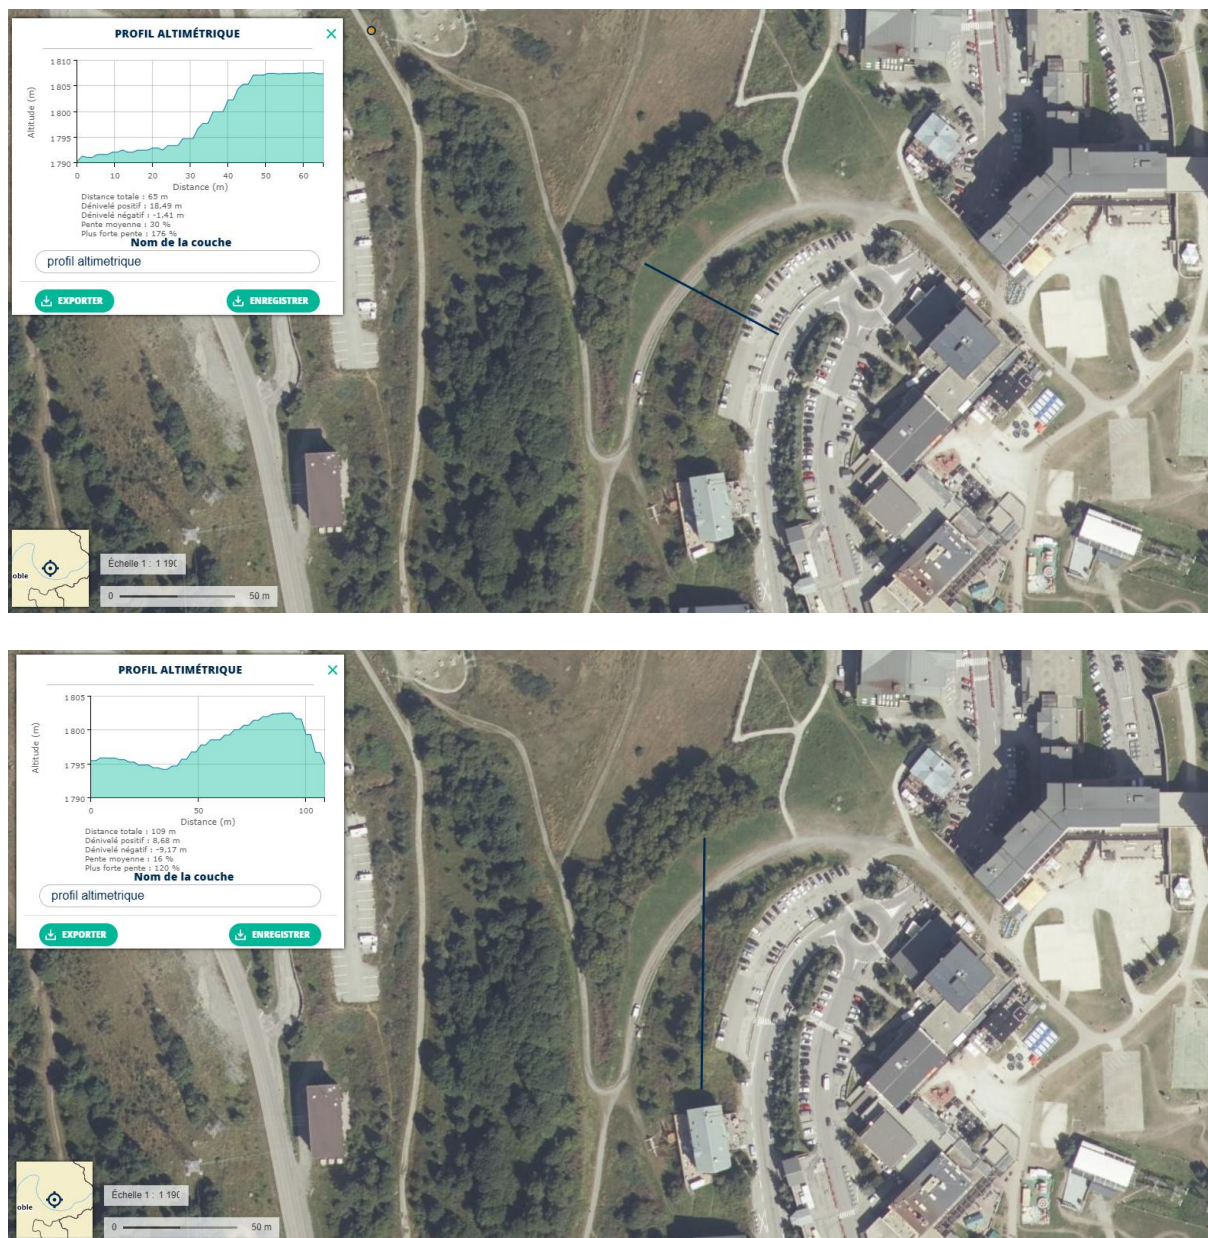 PROFIL ALTIMÉTRIQUE
1 810
1 805
1 800
1 795
1 790
Altitude (m)
0 10 20 30 40 50 60
Distance (m)
Distance totale : 65 m
Dénivelé positif : 18,49 m
Dénivelé négatif : -1,41 m
Pente moyenne : 30 %
Plus forte pente : 176 %
Nom de la couche
profil altimetrique
EXPORTER ENREGISTRER
oble
Échelle 1 : 1 190
0 50 m
PROFIL ALTIMÉTRIQUE
1 805
1 800
1 795
1 790
Altitude (m)
0 50 100
Distance (m)
Distance totale : 109 m
Dénivelé positif : 8,68 m
Dénivelé négatif : -9,17 m
Pente moyenne : 16 %
Plus forte pente : 120 %
Nom de la couche
profil altimetrique
EXPORTER ENREGISTRER
oble
Échelle 1 : 1 190
0 50 m